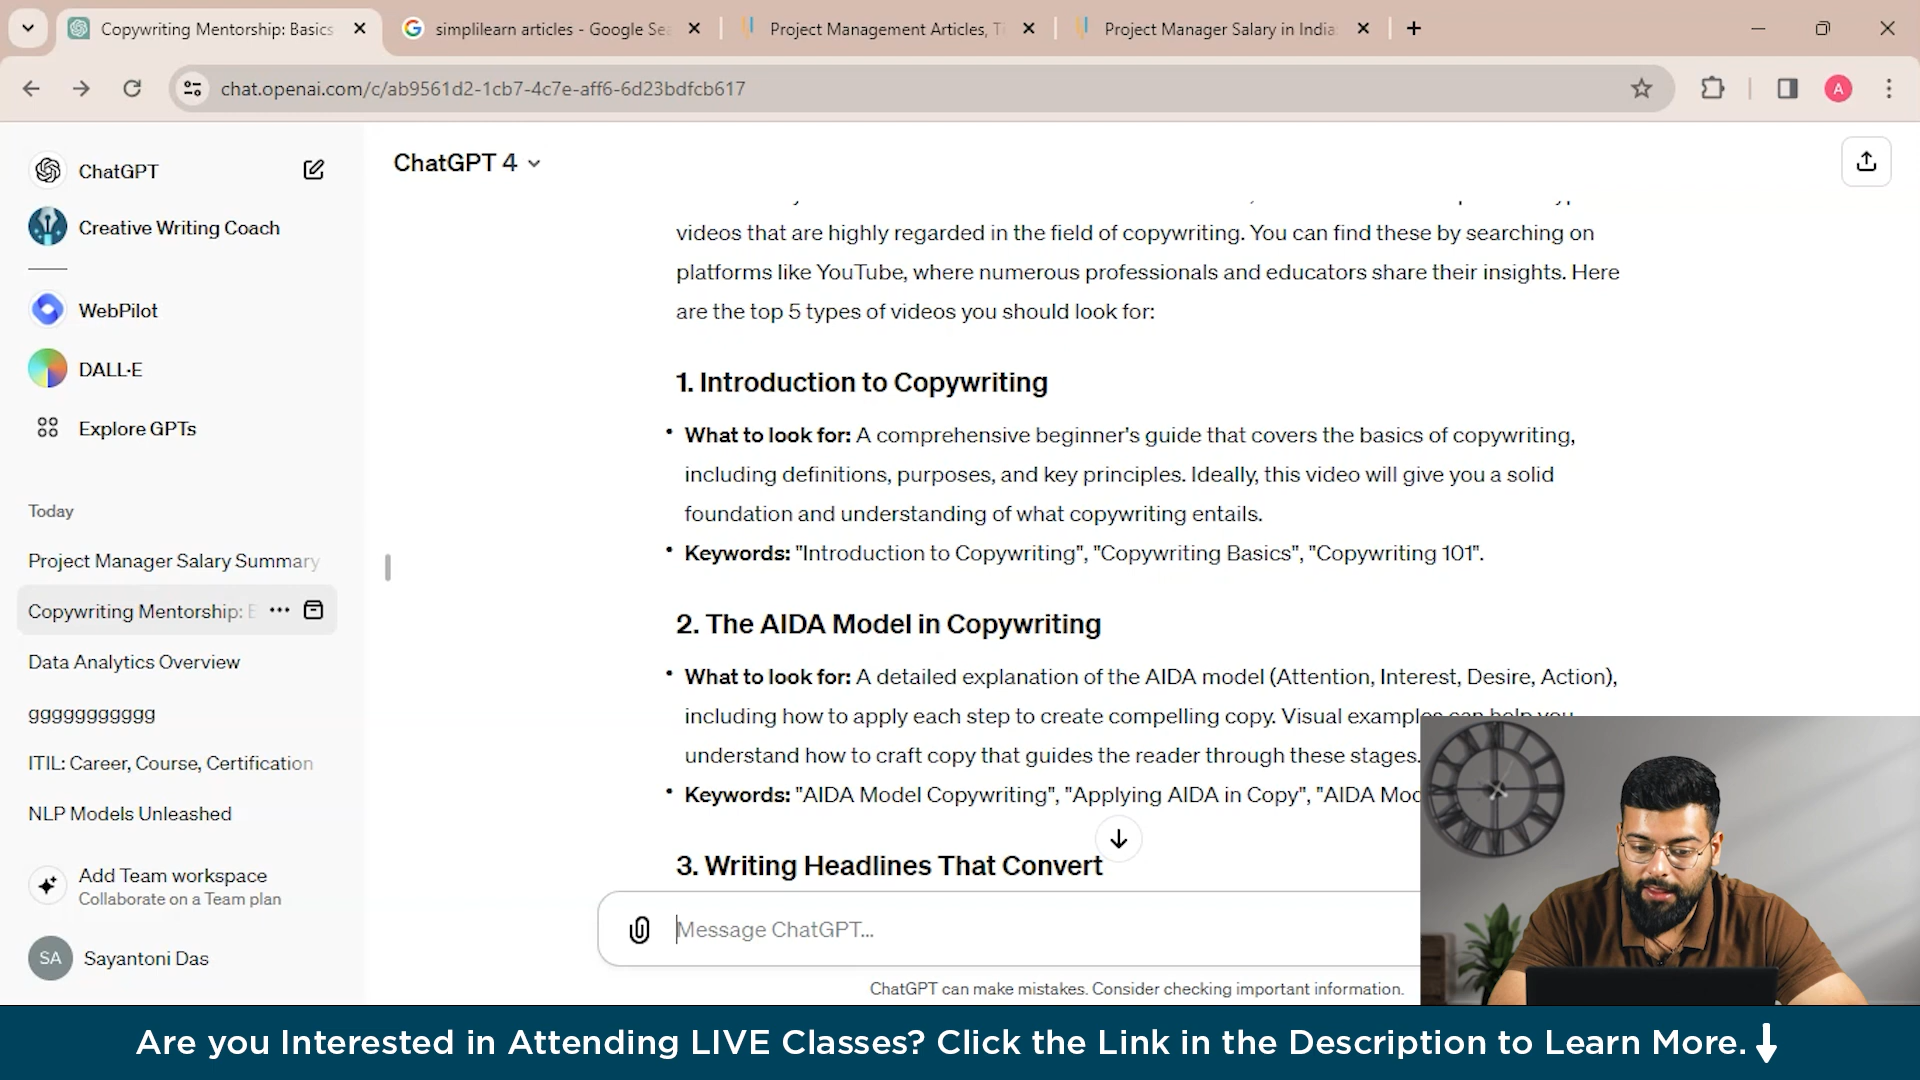 Copywriting Mentorship: Basics
simplilearn articles - Google Sea
Project Management Articles, Ti
Project Manager Salary in India
chat.openai.com/c/ab9561d2-1cb7-4c7e-aff6-6d23bdfcb617
A
ChatGPT
Creative Writing Coach
WebPilot
DALL·E
Explore GPTs
Today
Project Manager Salary Summary
Copywriting Mentorship: B
Data Analytics Overview
ggggggggggg
ITIL: Career, Course, Certification
NLP Models Unleashed
Add Team workspace
Collaborate on a Team plan
SA
Sayantoni Das
ChatGPT 4
videos that are highly regarded in the field of copywriting. You can find these by searching on
platforms like YouTube, where numerous professionals and educators share their insights. Here
are the top 5 types of videos you should look for:
1. Introduction to Copywriting
• What to look for: A comprehensive beginner's guide that covers the basics of copywriting,
including definitions, purposes, and key principles. Ideally, this video will give you a solid
foundation and understanding of what copywriting entails.
• Keywords: "Introduction to Copywriting", "Copywriting Basics", "Copywriting 101".
2. The AIDA Model in Copywriting
• What to look for: A detailed explanation of the AIDA model (Attention, Interest, Desire, Action),
including how to apply each step to create compelling copy. Visual examples can help you
understand how to craft copy that guides the reader through these stages.
• Keywords: "AIDA Model Copywriting", "Applying AIDA in Copy", "AIDA Mod
3. Writing Headlines That Convert
Message ChatGPT...
ChatGPT can make mistakes. Consider checking important information.
Are you Interested in Attending LIVE Classes? Click the Link in the Description to Learn More.